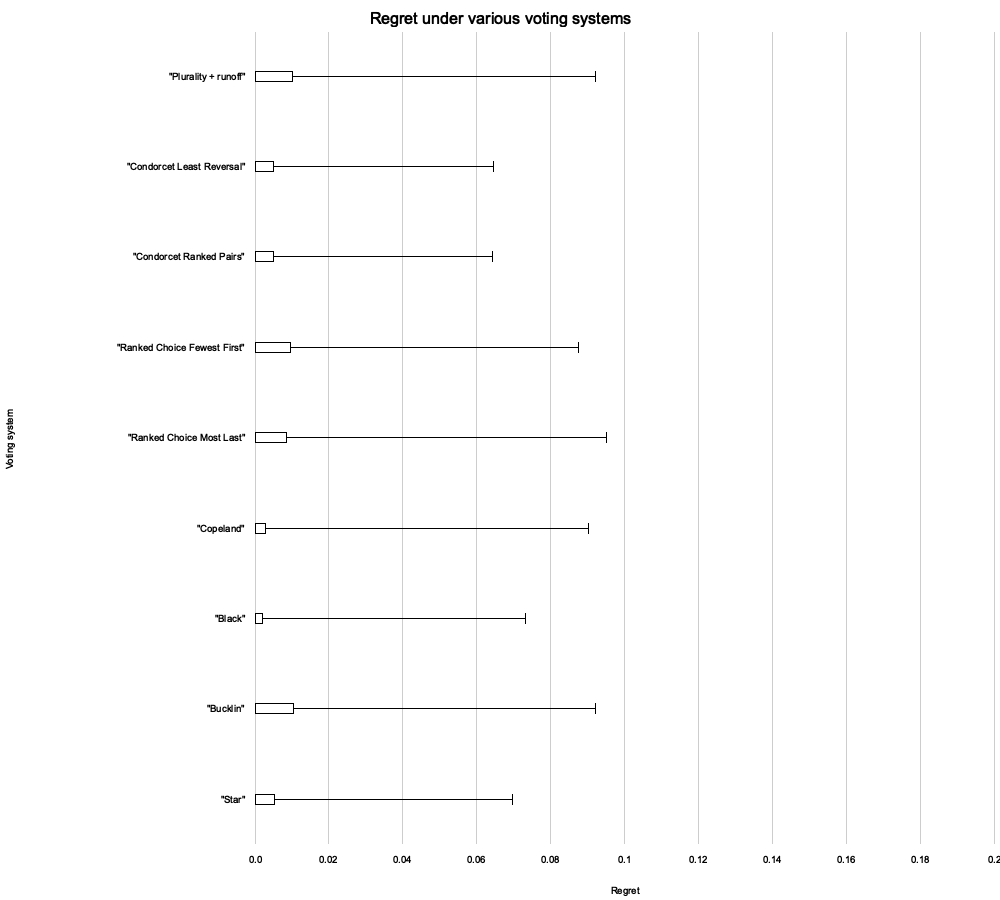 Regret under various voting systems
"Plurality + runoff"
"Condorcet Least Reversal"
"Condorcet Ranked Pairs"
"Ranked Choice Fewest First"
Voting system
"Ranked Choice Most Last"
"Copeland"
"Black"
"Bucklin"
"Star"
0.0 0.02 0.04 0.06 0.08 0.1 0.12 0.14 0.16 0.18 0.2
Regret